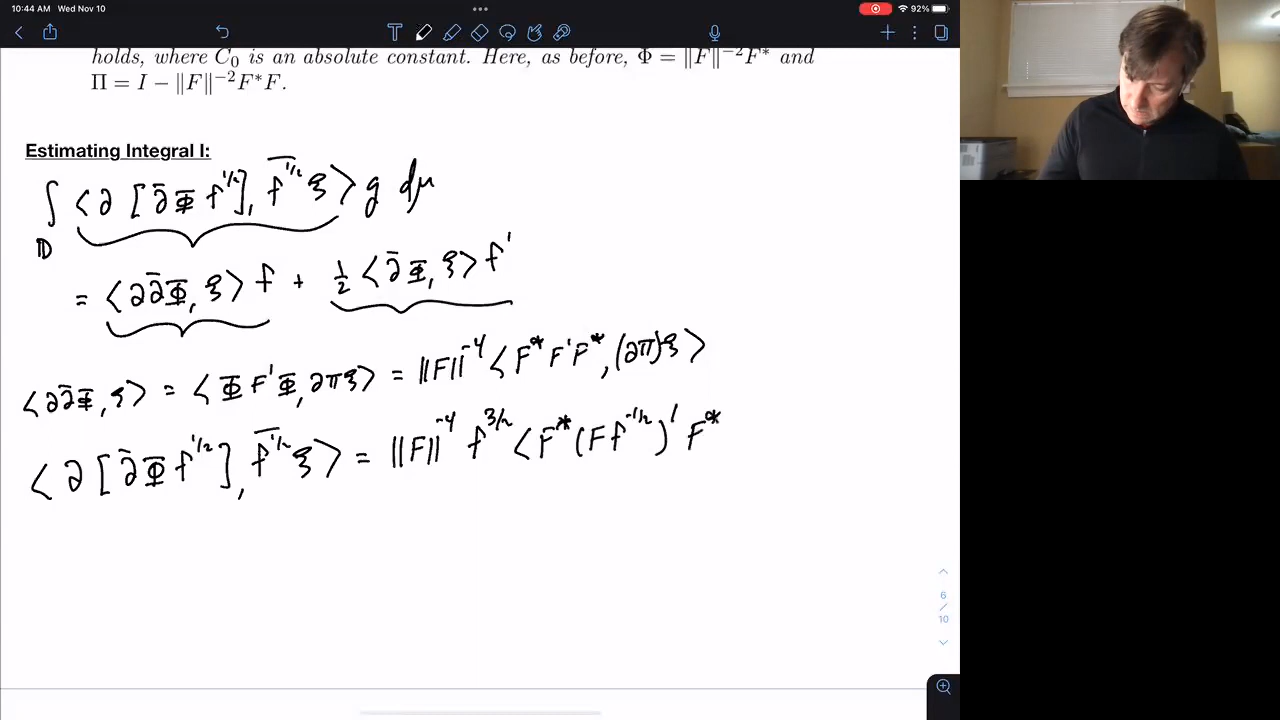 10:44 AM Wed Nov 10
92%
holds, where C₀ is an absolute constant. Here, as before, Φ = ‖F‖⁻²F* and
Π = I − ‖F‖⁻²F*F.
Estimating Integral I:
∫_𝔻 ⟨∂[∂̄Φ f^{1/2}], \overline{f}^{1/2} ξ⟩ g dμ
= ⟨∂∂̄Φ, ξ⟩ f + ½ ⟨∂̄Φ, ξ⟩ f'
⟨∂∂̄Φ, ξ⟩ = ⟨Φ F' Φ, ∂π ξ⟩ = ‖F‖⁻⁴ ⟨F* F' F*, (∂π) ξ⟩
⟨∂[∂̄Φ f^{1/2}], \overline{f}^{1/2} ξ⟩ = ‖F‖⁻⁴ f^{3/2} ⟨F* (F f^{-1/2})' F*
6
/
10